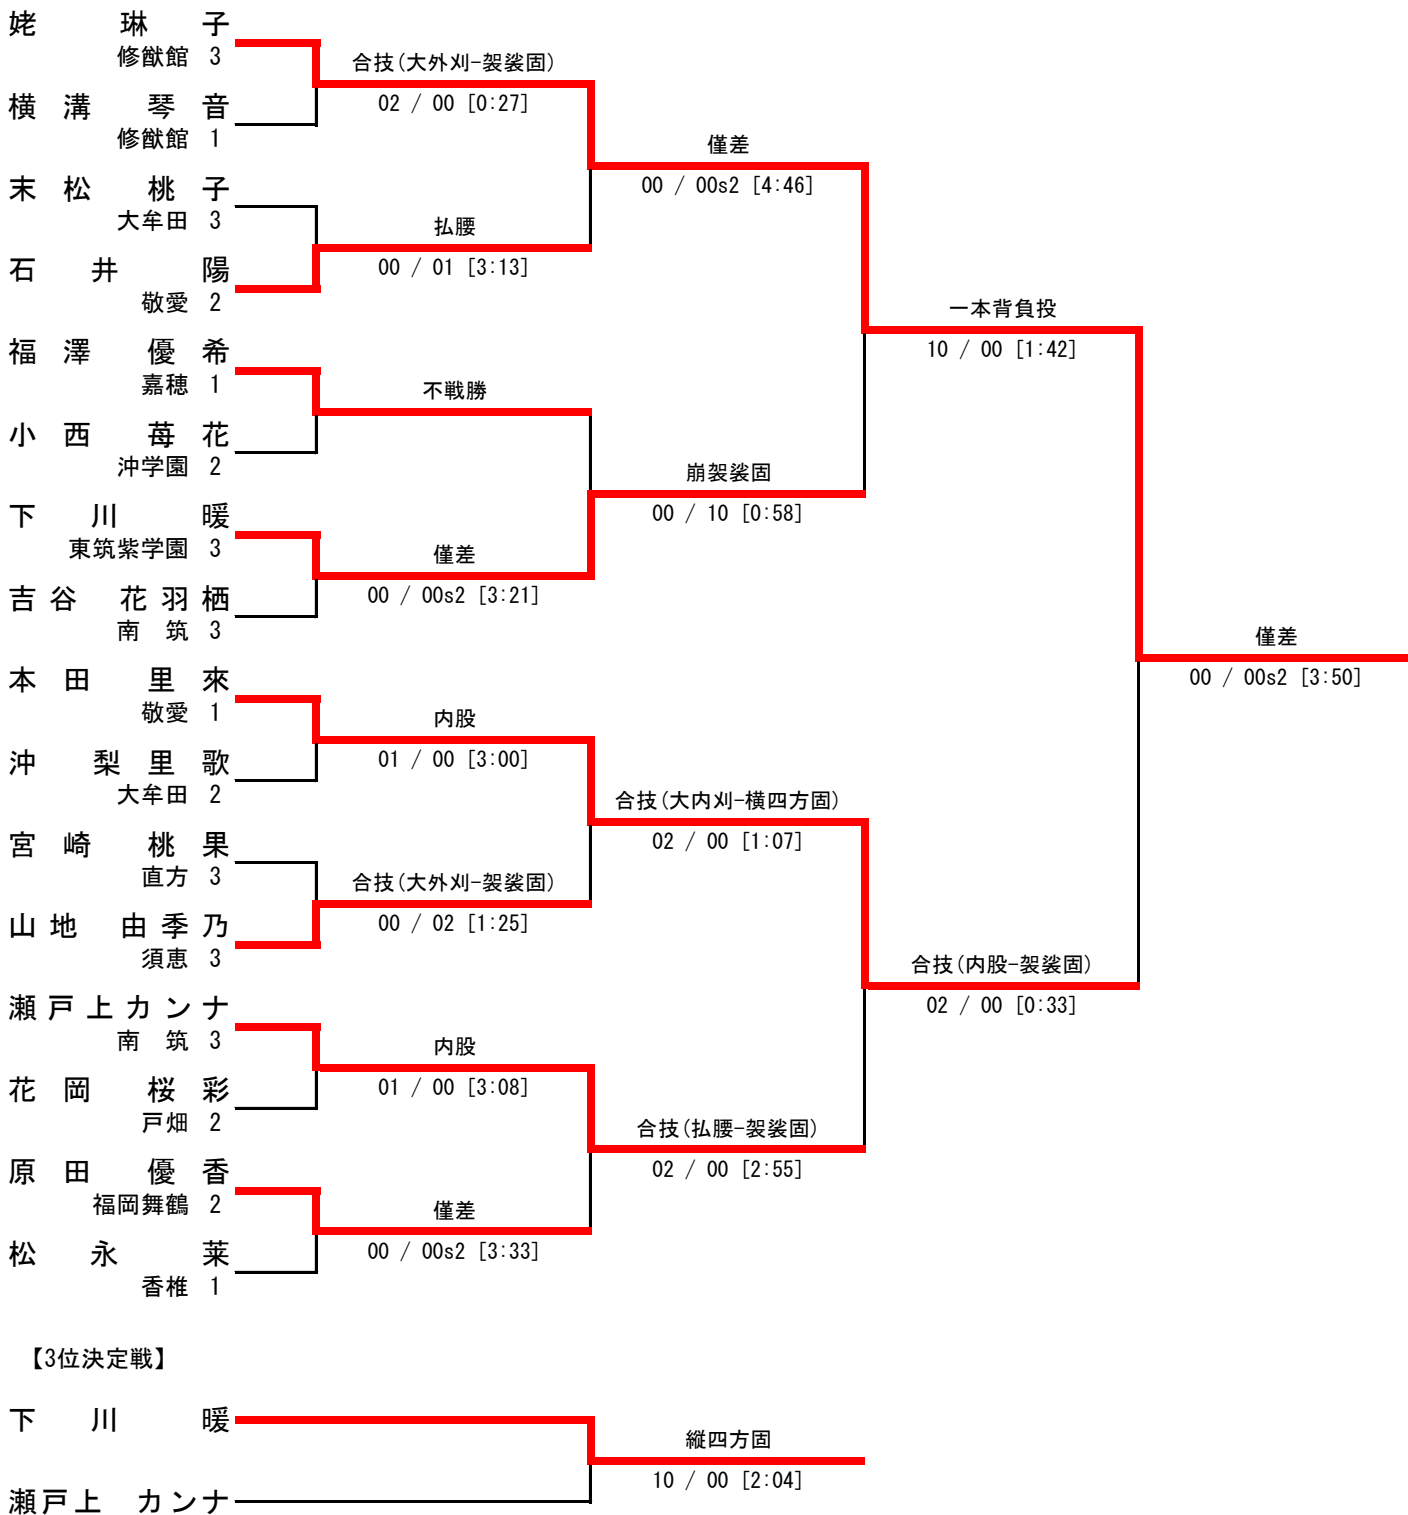 姥　琳子
修猷館 3
合技(大外刈-袈裟固)
02 / 00 [0:27]
横溝　琴音
修猷館 1
僅差
00 / 00s2 [4:46]
末松　桃子
大牟田 3
払腰
00 / 01 [3:13]
石井　陽
敬愛 2
一本背負投
10 / 00 [1:42]
福澤　優希
嘉穂 1
不戦勝
小西　苺花
沖学園 2
崩袈裟固
00 / 10 [0:58]
下川　暖
東筑紫学園 3
僅差
00 / 00s2 [3:21]
吉谷　花羽栖
南　筑 3
僅差
00 / 00s2 [3:50]
本田　里來
敬愛 1
内股
01 / 00 [3:00]
沖　梨里歌
大牟田 2
合技(大内刈-横四方固)
02 / 00 [1:07]
宮崎　桃果
直方 3
合技(大外刈-袈裟固)
00 / 02 [1:25]
山地　由季乃
須恵 3
合技(内股-袈裟固)
02 / 00 [0:33]
瀬戸上カンナ
南　筑 3
内股
01 / 00 [3:08]
花岡　桜彩
戸畑 2
合技(払腰-袈裟固)
02 / 00 [2:55]
原田　優香
福岡舞鶴 2
僅差
00 / 00s2 [3:33]
松永　莱
香椎 1
【3位決定戦】
下川　暖
縦四方固
10 / 00 [2:04]
瀬戸上　カンナ